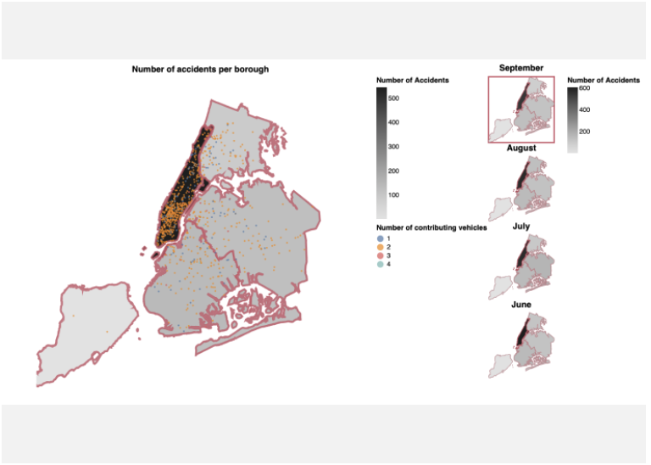 Number of accidents per borough
Number of Accidents
500
400
300
200
100
Number of contributing vehicles
1
2
3
4
September
August
July
June
Number of Accidents
600
400
200